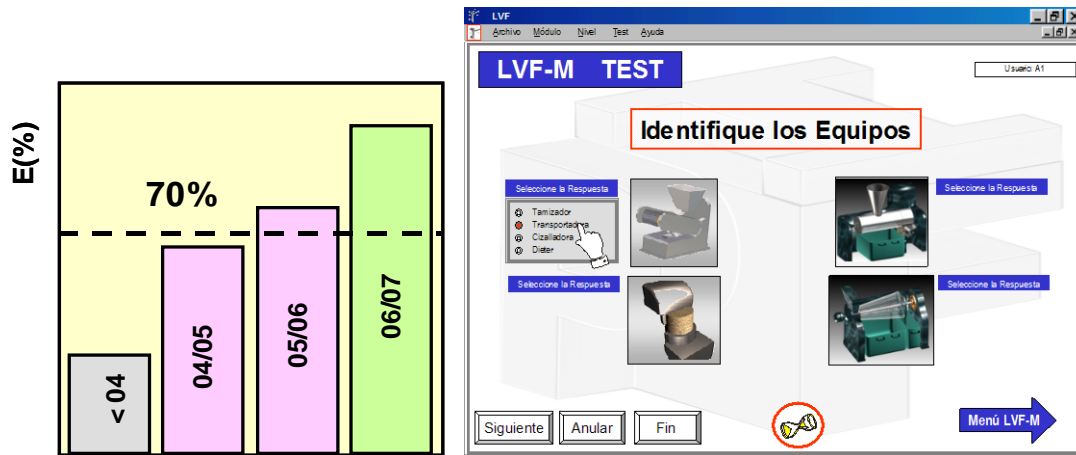 E(%)
70%
< 04
04/05
05/06
06/07
LVF
Archivo Módulo Nivel Test Ayuda
LVF-M TEST
Usuario: A1
Identifique los Equipos
Seleccione la Respuesta
Tamizador
Transportadora
Cizalladora
Dieter
Seleccione la Respuesta
Seleccione la Respuesta
Seleccione la Respuesta
Siguiente Anular Fin
Menú LVF-M